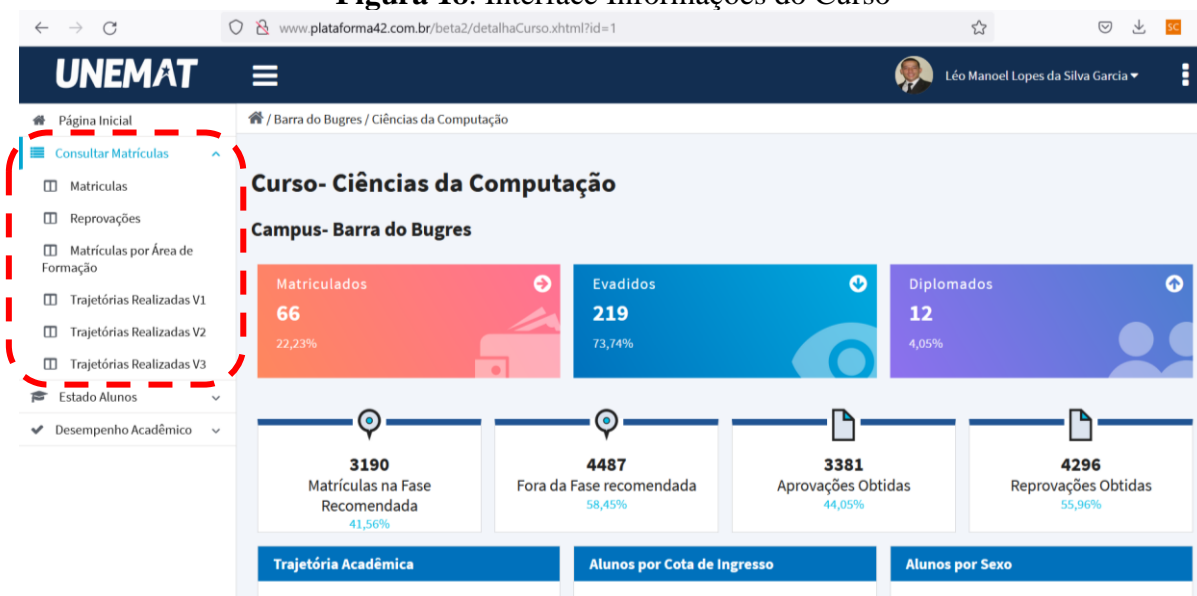 Figura 18: Interface Informações do Curso
www.plataforma42.com.br/beta2/detalhaCurso.xhtml?id=1
SC
UNEMAT
Léo Manoel Lopes da Silva Garcia
Página Inicial
/ Barra do Bugres / Ciências da Computação
Consultar Matrículas
Matriculas
Reprovações
Matrículas por Área de
Formação
Trajetórias Realizadas V1
Trajetórias Realizadas V2
Trajetórias Realizadas V3
Estado Alunos
Desempenho Acadêmico
Curso- Ciências da Computação
Campus- Barra do Bugres
Matriculados
66
22,23%
Evadidos
219
73,74%
Diplomados
12
4,05%
3190
Matrículas na Fase
Recomendada
41,56%
4487
Fora da Fase recomendada
58,45%
3381
Aprovações Obtidas
44,05%
4296
Reprovações Obtidas
55,96%
Trajetória Acadêmica
Alunos por Cota de Ingresso
Alunos por Sexo